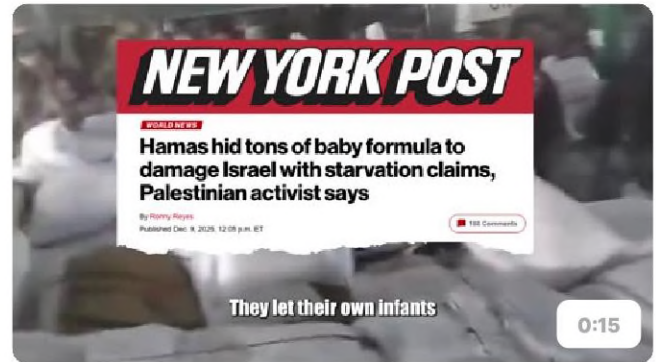 NEW YORK POST
WORLD NEWS
Hamas hid tons of baby formula to
damage Israel with starvation claims,
Palestinian activist says
By Ronny Reyes
Published Dec. 9, 2025, 12:05 p.m. ET
Comments
They let their own infants
0:15